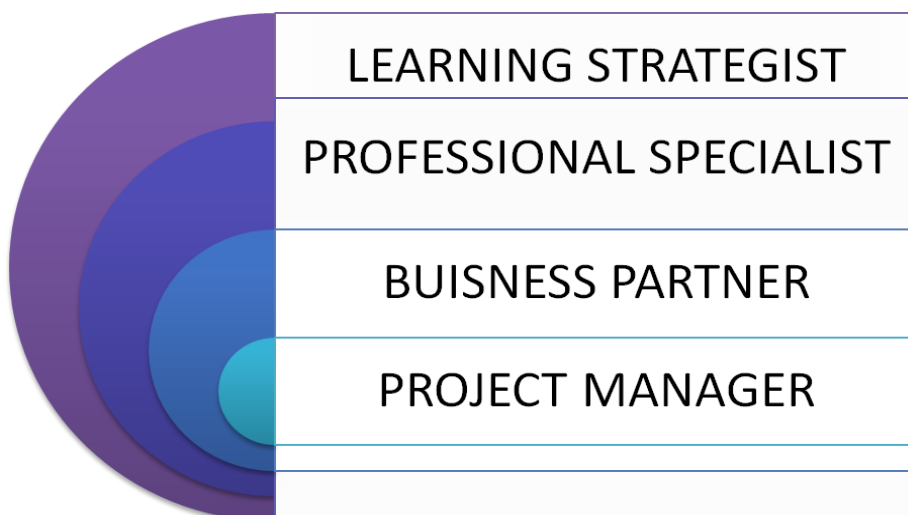 LEARNING STRATEGIST
PROFESSIONAL SPECIALIST
BUISNESS PARTNER
PROJECT MANAGER